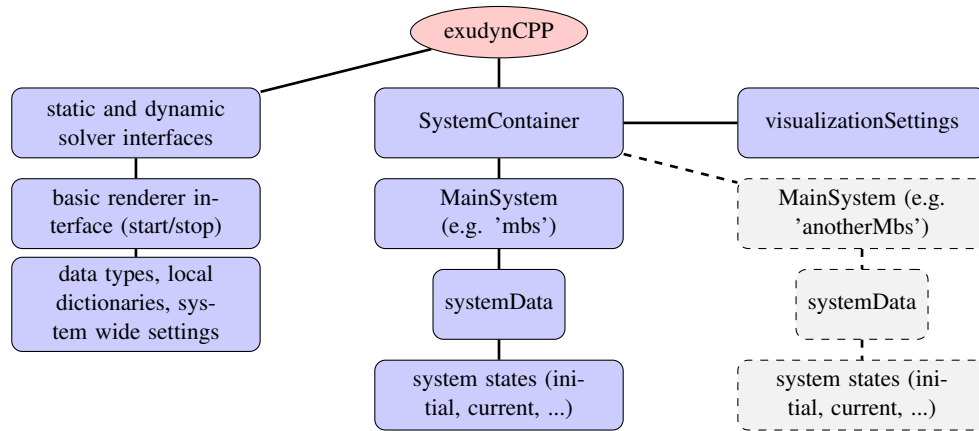 exudynCPP
static and dynamic
solver interfaces
SystemContainer
visualizationSettings
basic renderer in-
terface (start/stop)
MainSystem
(e.g. 'mbs')
MainSystem (e.g.
'anotherMbs')
data types, local
dictionaries, sys-
tem wide settings
systemData
systemData
system states (ini-
tial, current, ...)
system states (ini-
tial, current, ...)